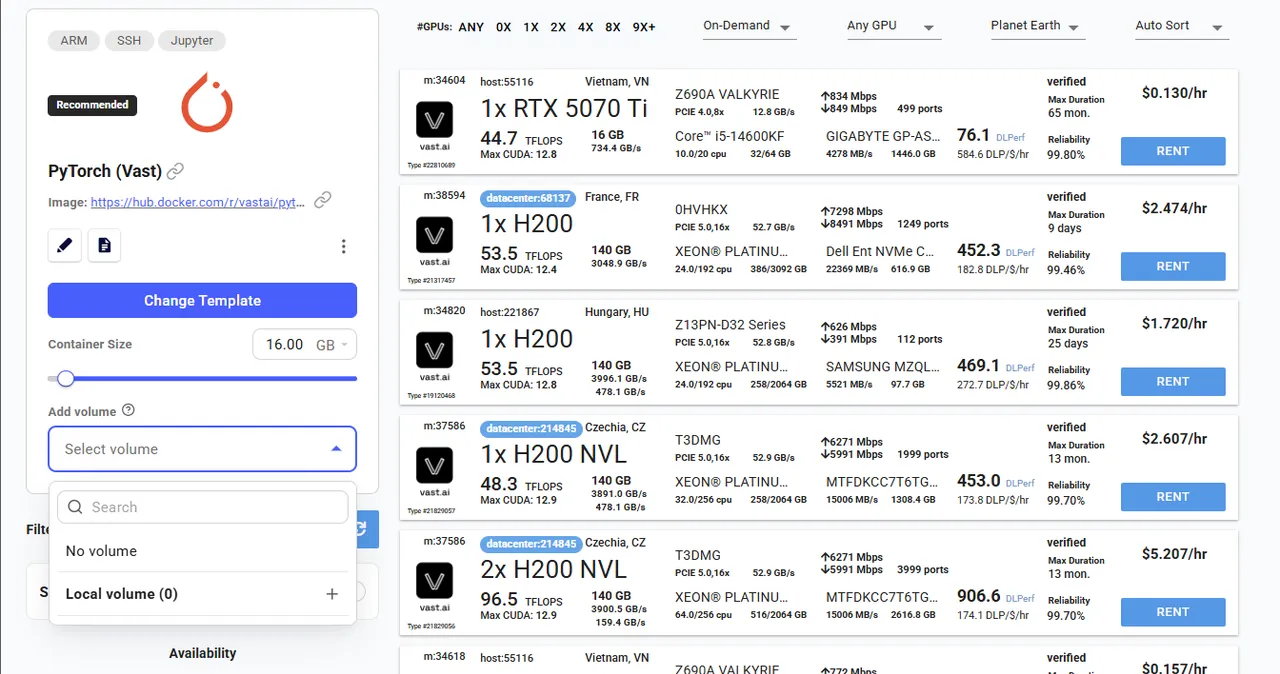 ARM SSH Jupyter
Recommended
PyTorch (Vast)
Image: https://hub.docker.com/r/vastai/pyt...
Change Template
Container Size 16.00 GB
Add volume
Select volume
Search
No volume
Local volume (0) +
Availability
#GPUs: ANY 0X 1X 2X 4X 8X 9X+ On-Demand Any GPU Planet Earth Auto Sort
m:34604 host:55116 Vietnam, VN verified
1x RTX 5070 Ti Z690A VALKYRIE ↑834 Mbps Max Duration $0.130/hr
PCIE 4.0,8x 12.8 GB/s ↓849 Mbps 499 ports 65 mon.
44.7 TFLOPS 16 GB Core™ i5-14600KF GIGABYTE GP-AS... 76.1 DLPerf Reliability RENT
vast.ai Max CUDA: 12.8 734.4 GB/s 10.0/20 cpu 32/64 GB 4278 MB/s 1446.0 GB 584.6 DLP/$/hr 99.80%
Type #22810689
m:38594 datacenter:68137 France, FR verified
1x H200 0HVHKX ↑7298 Mbps Max Duration $2.474/hr
PCIE 5.0,16x 52.7 GB/s ↓8491 Mbps 1249 ports 9 days
53.5 TFLOPS 140 GB XEON® PLATINU... Dell Ent NVMe C... 452.3 DLPerf Reliability RENT
vast.ai Max CUDA: 12.4 3048.9 GB/s 24.0/192 cpu 386/3092 GB 22369 MB/s 616.9 GB 182.8 DLP/$/hr 99.46%
Type #21317457
m:34820 host:221867 Hungary, HU verified
1x H200 Z13PN-D32 Series ↑626 Mbps Max Duration $1.720/hr
PCIE 5.0,16x 52.8 GB/s ↓391 Mbps 112 ports 25 days
53.5 TFLOPS 140 GB XEON® PLATINU... SAMSUNG MZQL... 469.1 DLPerf Reliability RENT
vast.ai Max CUDA: 12.8 3996.1 GB/s 24.0/192 cpu 258/2064 GB 5521 MB/s 97.7 GB 272.7 DLP/$/hr 99.86%
Type #19120468 478.1 GB/s
m:37586 datacenter:214845 Czechia, CZ verified
1x H200 NVL T3DMG ↑6271 Mbps Max Duration $2.607/hr
PCIE 5.0,16x 52.9 GB/s ↓5991 Mbps 1999 ports 13 mon.
48.3 TFLOPS 140 GB XEON® PLATINU... MTFDKCC7T6TG... 453.0 DLPerf Reliability RENT
vast.ai Max CUDA: 12.9 3891.0 GB/s 32.0/256 cpu 258/2064 GB 15006 MB/s 1308.4 GB 173.8 DLP/$/hr 99.70%
Type #21829057 478.1 GB/s
m:37586 datacenter:214845 Czechia, CZ verified
2x H200 NVL T3DMG ↑6271 Mbps Max Duration $5.207/hr
PCIE 5.0,16x 52.9 GB/s ↓5991 Mbps 3999 ports 13 mon.
96.5 TFLOPS 140 GB XEON® PLATINU... MTFDKCC7T6TG... 906.6 DLPerf Reliability RENT
vast.ai Max CUDA: 12.9 3900.5 GB/s 64.0/256 cpu 516/2064 GB 15006 MB/s 2616.8 GB 174.1 DLP/$/hr 99.70%
Type #21829056 159.4 GB/s
m:34618 host:55116 Vietnam, VN verified
Z690A VALKYRIE ↑772 Mbps $0.157/hr